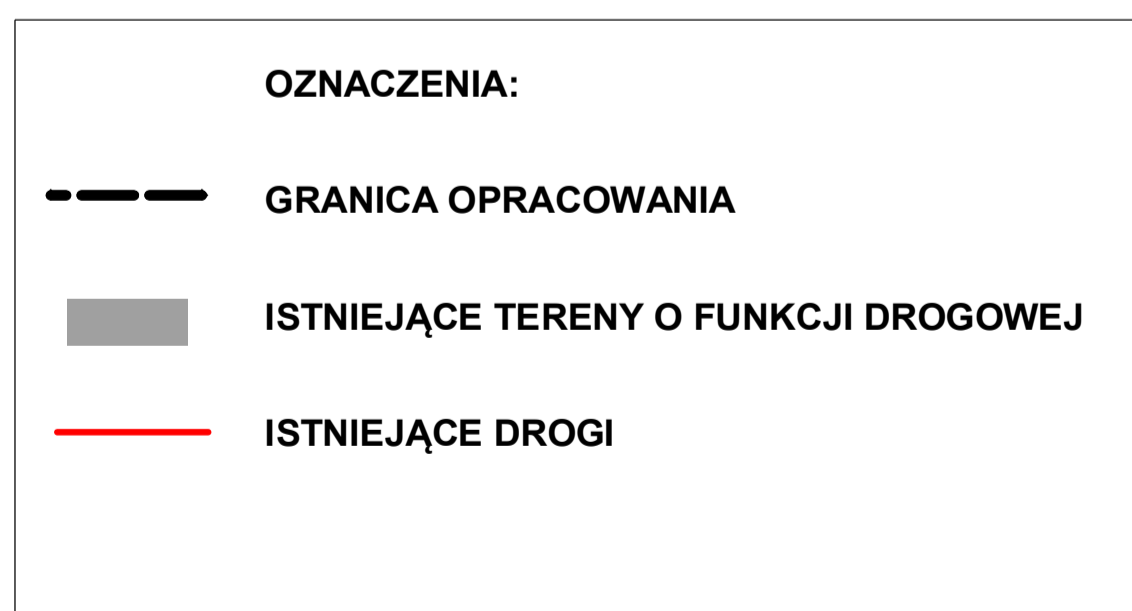 OZNACZENIA:
GRANICA OPRACOWANIA
ISTNIEJĄCE TERENY O FUNKCJI DROGOWEJ
ISTNIEJĄCE DROGI